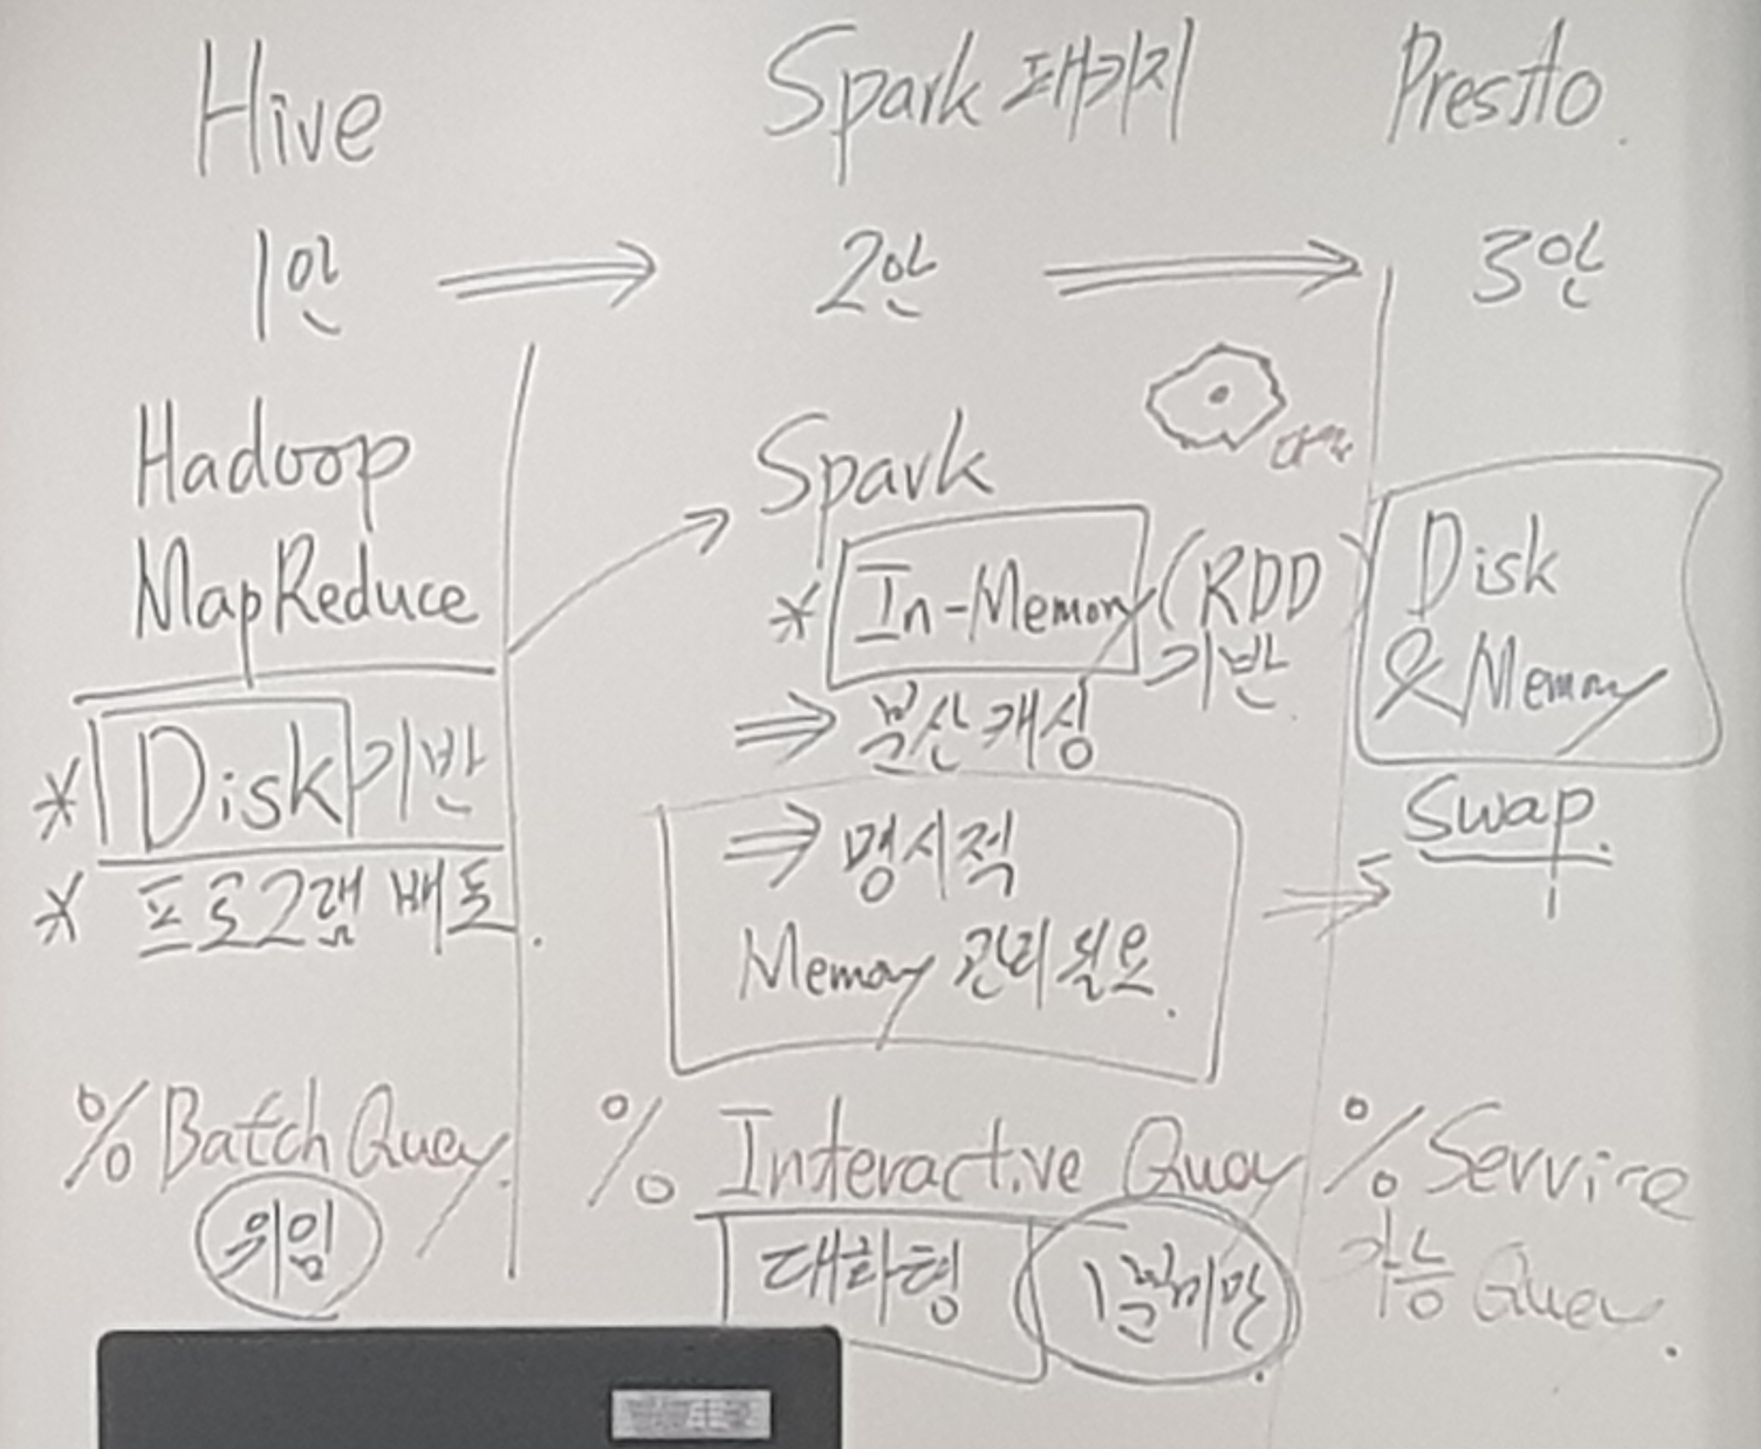 Hive
1안
Hadoop
MapReduce
* Disk 기반
* 프로그램 배포.
% Batch Query.
위임
Spark 패키지
2안
Spark
* In-Memory (RDD
기반
⇒ 분산 캐싱
⇒ 명시적
Memory 관리 필요.
% Interactive Query
대화형
1분미만.
Prestto.
3안
Disk
& Memory
Swap.
% Service
가능 Query.